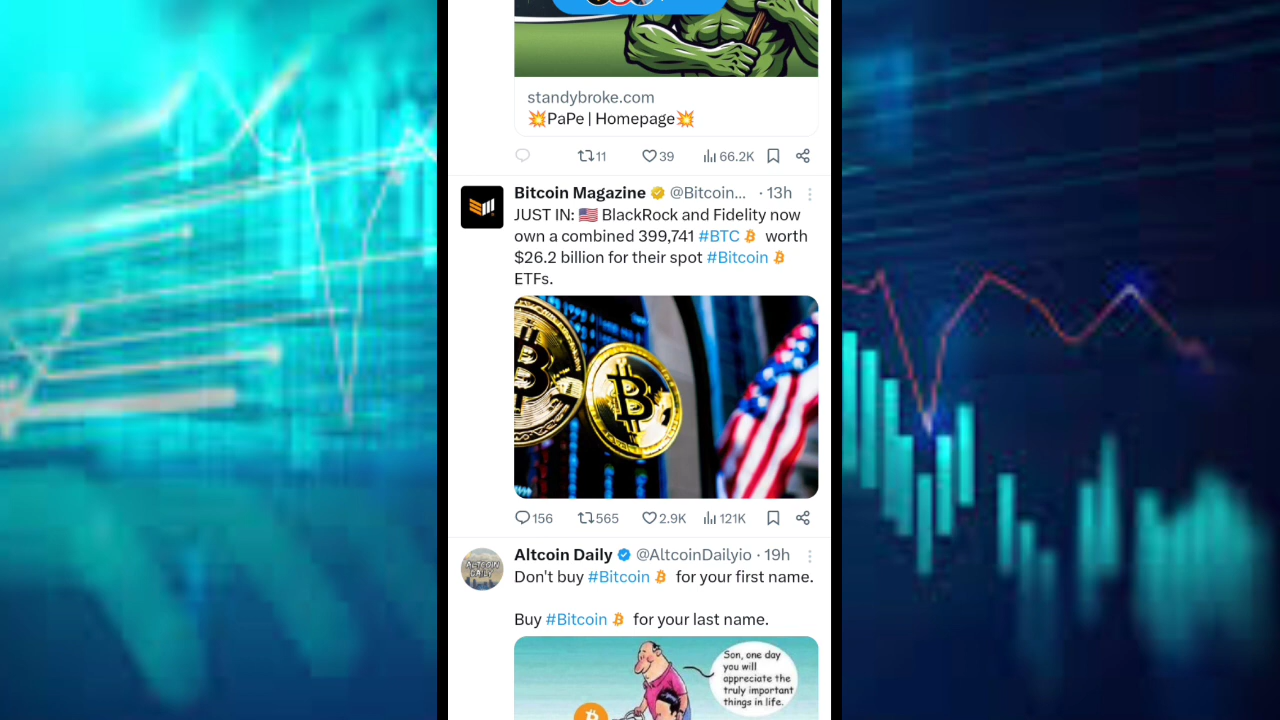 standybroke.com
💥PaPe | Homepage💥
11 39 66.2K
Bitcoin Magazine @Bitcoin... · 13h
JUST IN: 🇺🇸 BlackRock and Fidelity now
own a combined 399,741 #BTC worth
$26.2 billion for their spot #Bitcoin
ETFs.
156 565 2.9K 121K
Altcoin Daily @AltcoinDailyio · 19h
ALTCOIN
DAILY
Don't buy #Bitcoin for your first name.
Buy #Bitcoin for your last name.
Son, one day
you will
appreciate the
truly important
things in life.